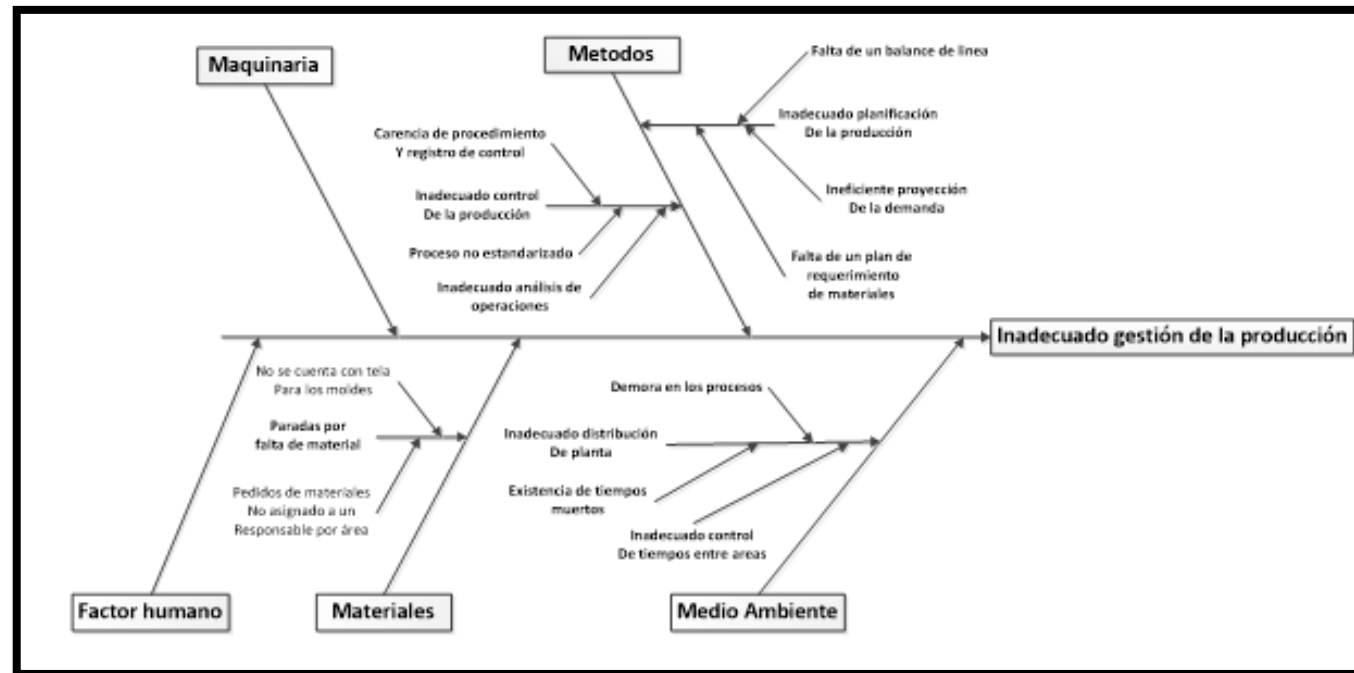 Maquinaria
Metodos
Falta de un balance de linea
Inadecuado planificación
De la producción
Carencia de procedimiento
Y registro de control
Ineficiente proyección
De la demanda
Inadecuado control
De la producción
Proceso no estandarizado
Falta de un plan de
requerimiento
de materiales
Inadecuado análisis de
operaciones
Inadecuado gestión de la producción
No se cuenta con tela
Para los moldes
Demora en los procesos
Paradas por
falta de material
Inadecuado distribución
De planta
Pedidos de materiales
No asignado a un
Responsable por área
Existencia de tiempos
muertos
Inadecuado control
De tiempos entre areas
Factor humano
Materiales
Medio Ambiente